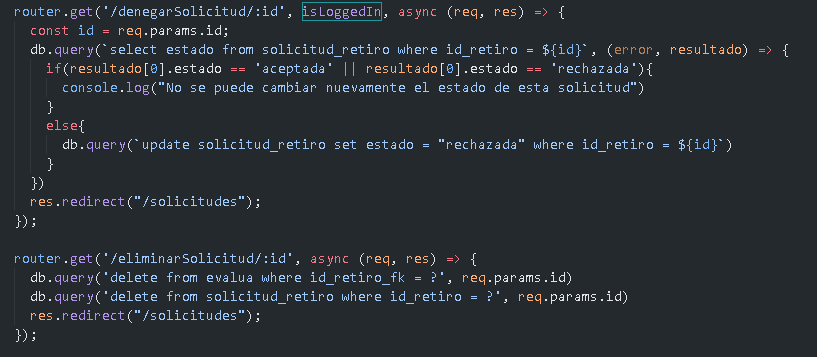 router.get('/denegarSolicitud/:id', isLoggedIn, async (req, res) => {
  const id = req.params.id;
  db.query(`select estado from solicitud_retiro where id_retiro = ${id}`, (error, resultado) => {
    if(resultado[0].estado == 'aceptada' || resultado[0].estado == 'rechazada'){
      console.log("No se puede cambiar nuevamente el estado de esta solicitud")
    }
    else{
      db.query(`update solicitud_retiro set estado = "rechazada" where id_retiro = ${id}`)
    }
  })
  res.redirect("/solicitudes");
});

router.get('/eliminarSolicitud/:id', async (req, res) => {
  db.query('delete from evalua where id_retiro_fk = ?', req.params.id)
  db.query('delete from solicitud_retiro where id_retiro = ?', req.params.id)
  res.redirect("/solicitudes");
});